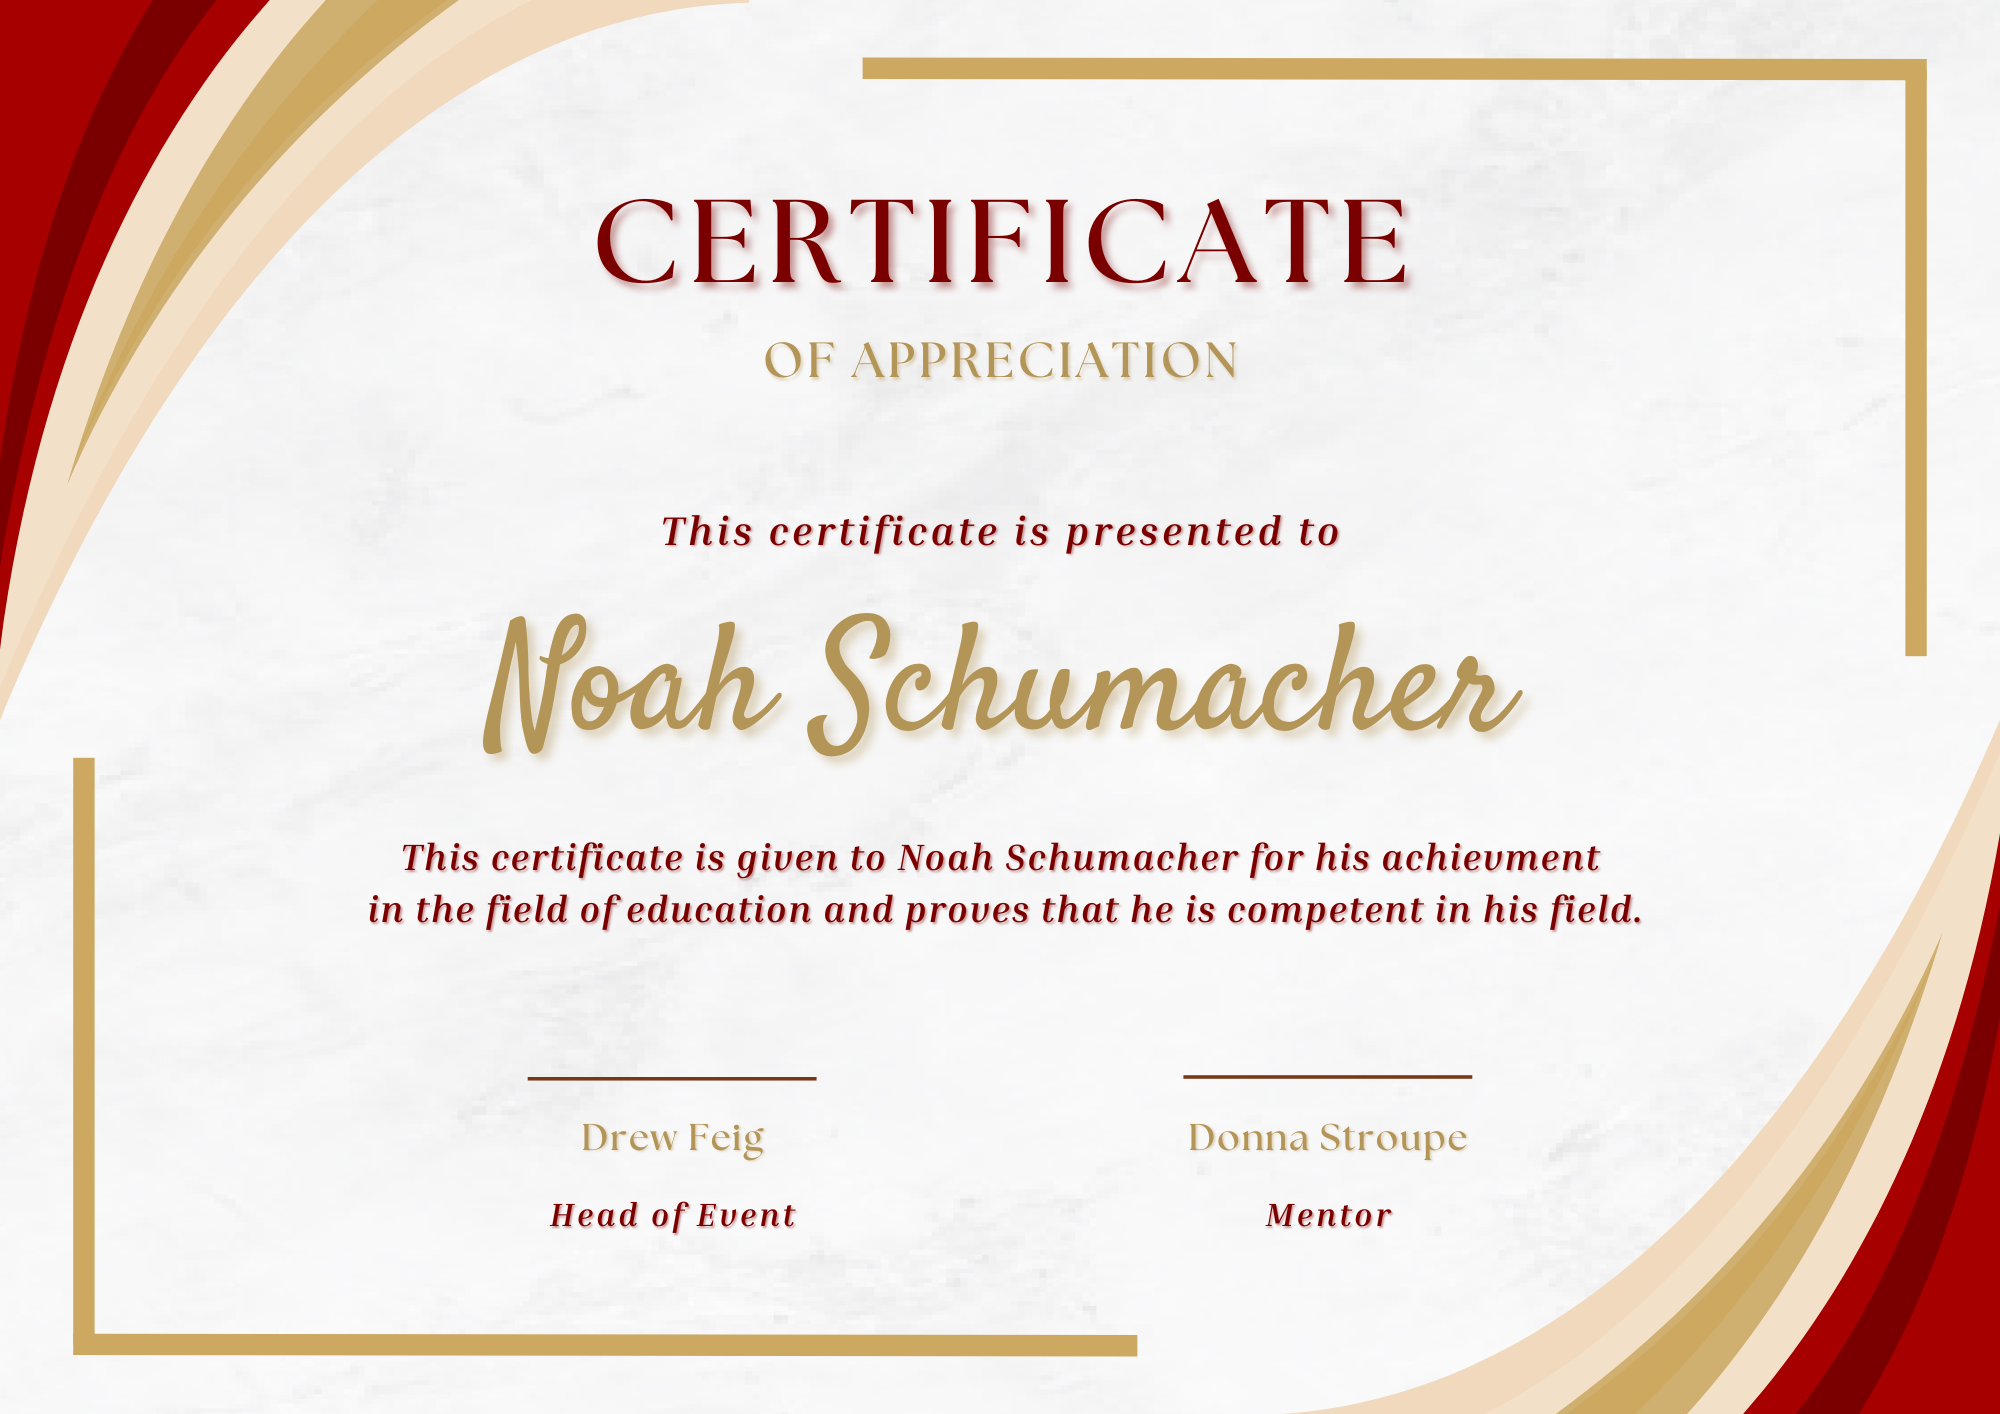 CERTIFICATE
OF APPRECIATION
This certificate is presented to
Noah Schumacher
This certificate is given to Noah Schumacher for his achievment
in the field of education and proves that he is competent in his field.
Drew Feig
Head of Event
Donna Stroupe
Mentor